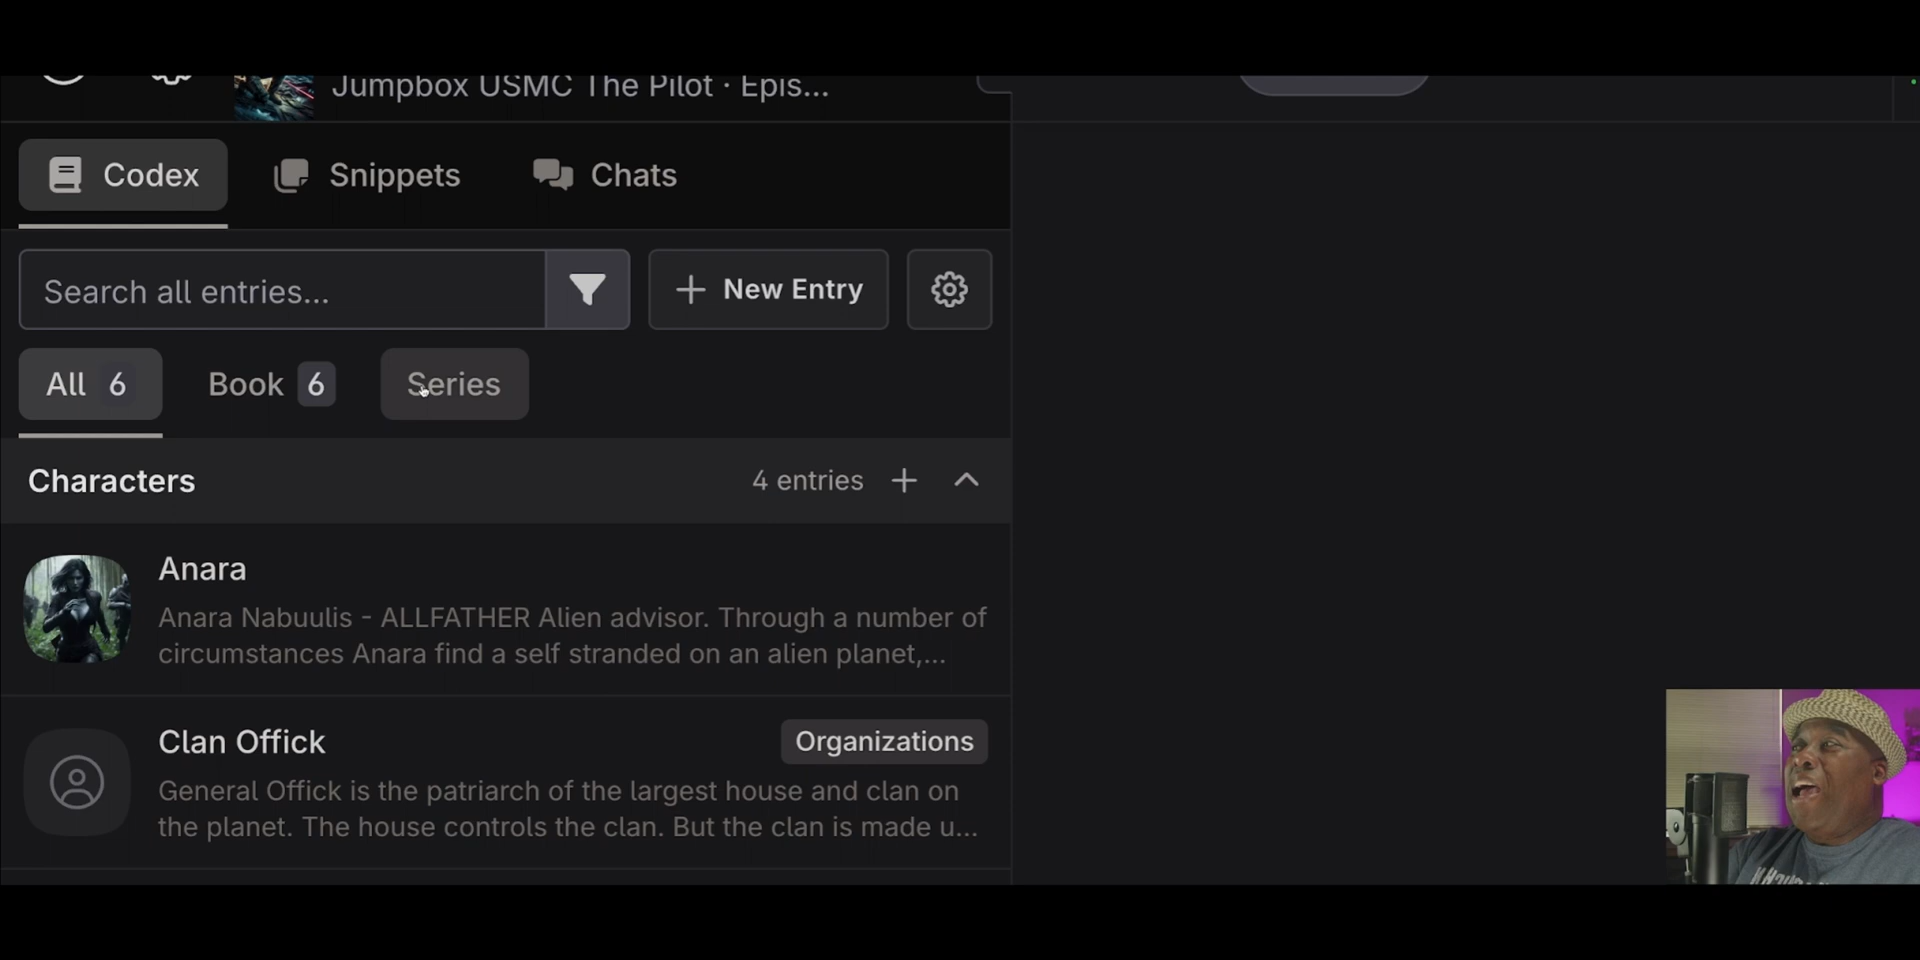 Jumpbox USMC The Pilot · Epis...
Codex
Snippets
Chats
Search all entries...
New Entry
All 6
Book 6
Series
Characters
4 entries
Anara
Anara Nabuulis - ALLFATHER Alien advisor. Through a number of
circumstances Anara find a self stranded on an alien planet,...
Clan Offick
Organizations
General Offick is the patriarch of the largest house and clan on
the planet. The house controls the clan. But the clan is made u...